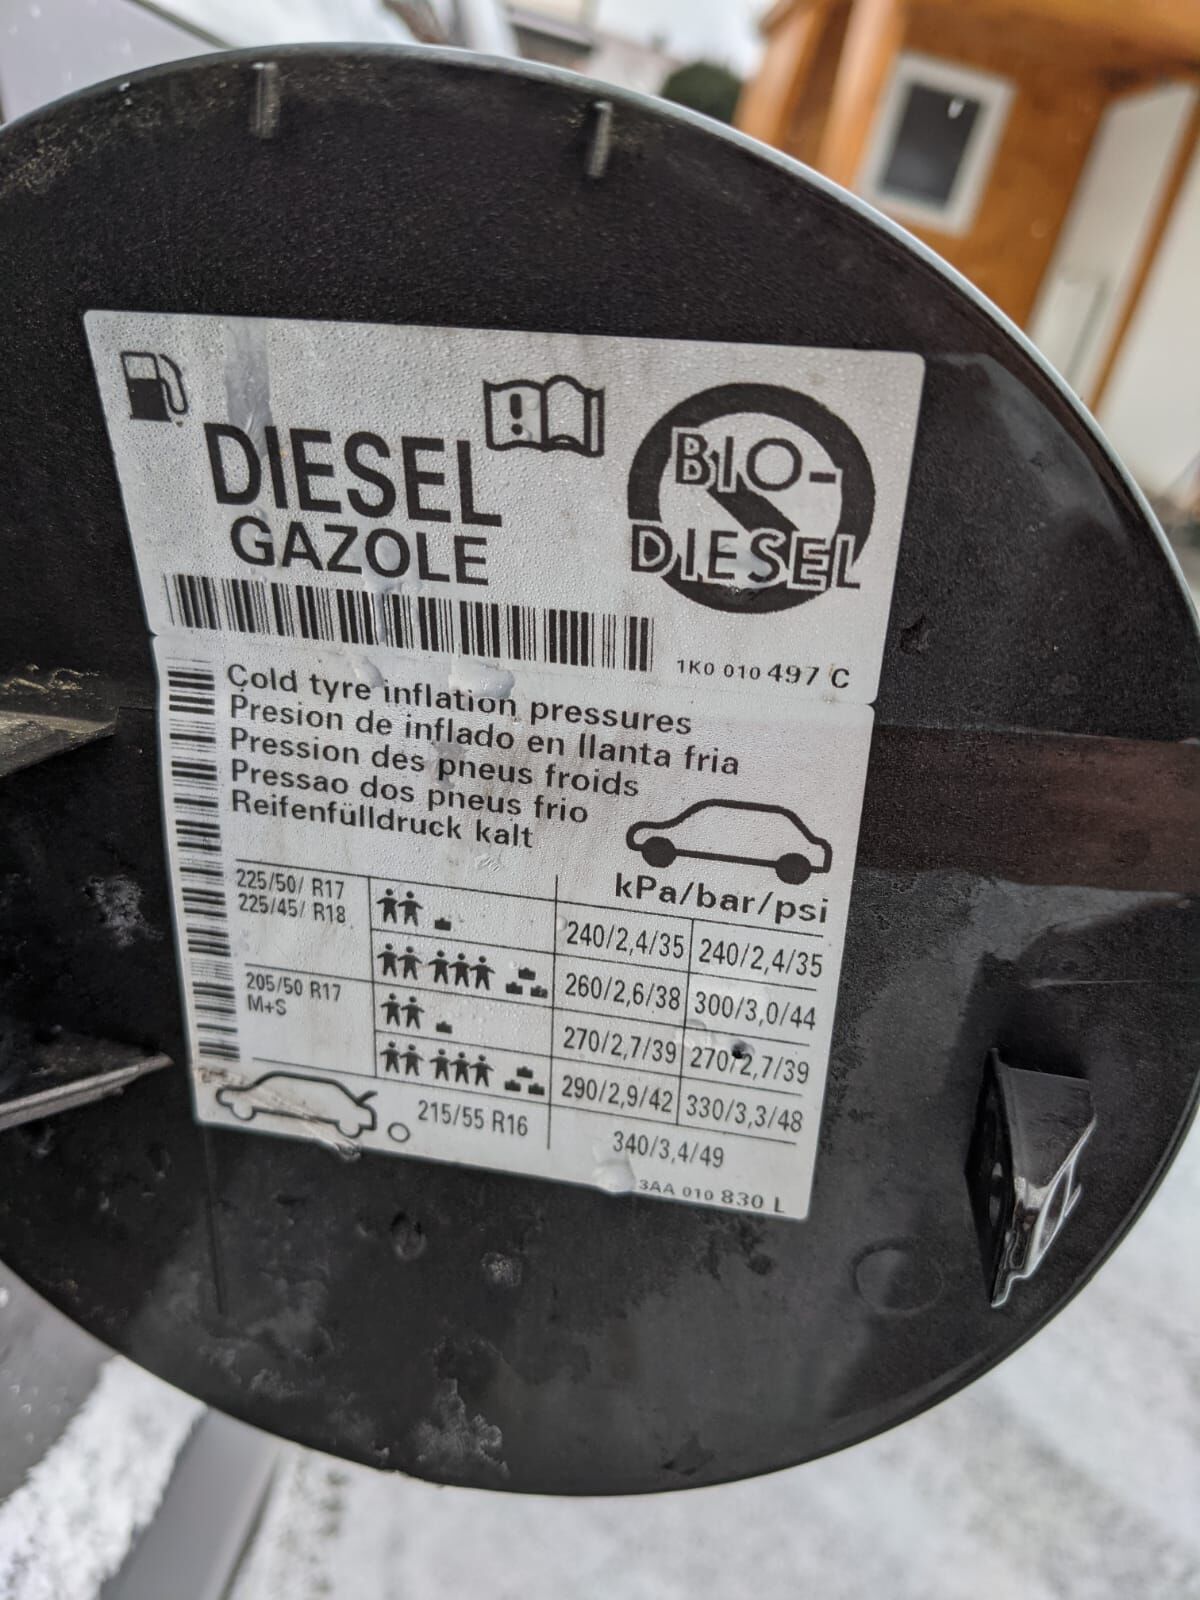 DIESEL
GAZOLE
BIO-
DIESEL
1K0 010 497 C
Cold tyre inflation pressures
Presion de inflado en llanta fria
Pression des pneus froids
Pressao dos pneus frio
Reifenfülldruck kalt
kPa/bar/psi
225/50/ R17
225/45/ R18
240/2,4/35 240/2,4/35
260/2,6/38 300/3,0/44
205/50 R17
M+S
270/2,7/39 270/2,7/39
290/2,9/42 330/3,3/48
215/55 R16 340/3,4/49
3AA 010 830 L